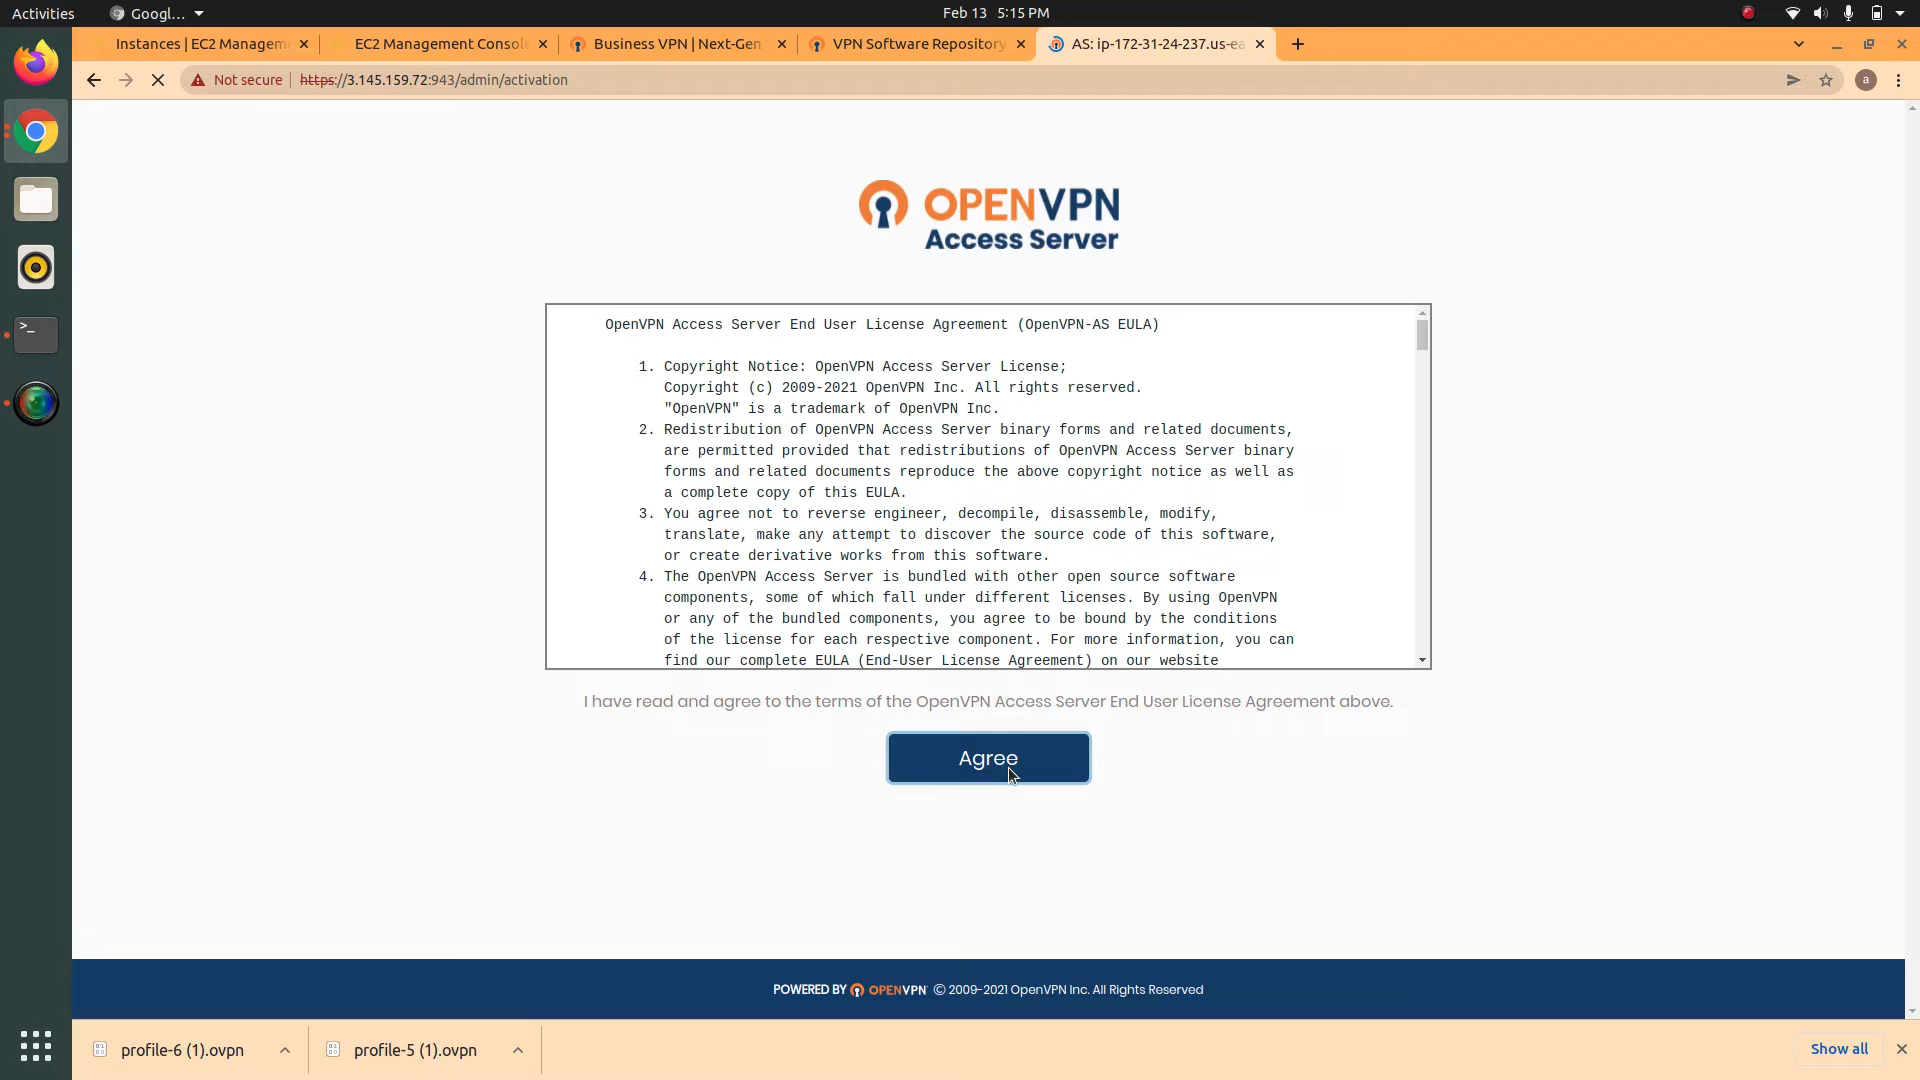 Activities
Googl...
Feb 13 5:15 PM
Instances | EC2 Managem
EC2 Management Consol
Business VPN | Next-Gen
VPN Software Repository
AS: ip-172-31-24-237.us-ea
Not secure
https://3.145.159.72:943/admin/activation
a
OPENVPN
Access Server
OpenVPN Access Server End User License Agreement (OpenVPN-AS EULA)
1. Copyright Notice: OpenVPN Access Server License;
Copyright (c) 2009-2021 OpenVPN Inc. All rights reserved.
"OpenVPN" is a trademark of OpenVPN Inc.
2. Redistribution of OpenVPN Access Server binary forms and related documents,
are permitted provided that redistributions of OpenVPN Access Server binary
forms and related documents reproduce the above copyright notice as well as
a complete copy of this EULA.
3. You agree not to reverse engineer, decompile, disassemble, modify,
translate, make any attempt to discover the source code of this software,
or create derivative works from this software.
4. The OpenVPN Access Server is bundled with other open source software
components, some of which fall under different licenses. By using OpenVPN
or any of the bundled components, you agree to be bound by the conditions
of the license for each respective component. For more information, you can
find our complete EULA (End-User License Agreement) on our website
I have read and agree to the terms of the OpenVPN Access Server End User License Agreement above.
Agree
POWERED BY OPENVPN © 2009-2021 OpenVPN Inc. All Rights Reserved
profile-6 (1).ovpn
profile-5 (1).ovpn
Show all